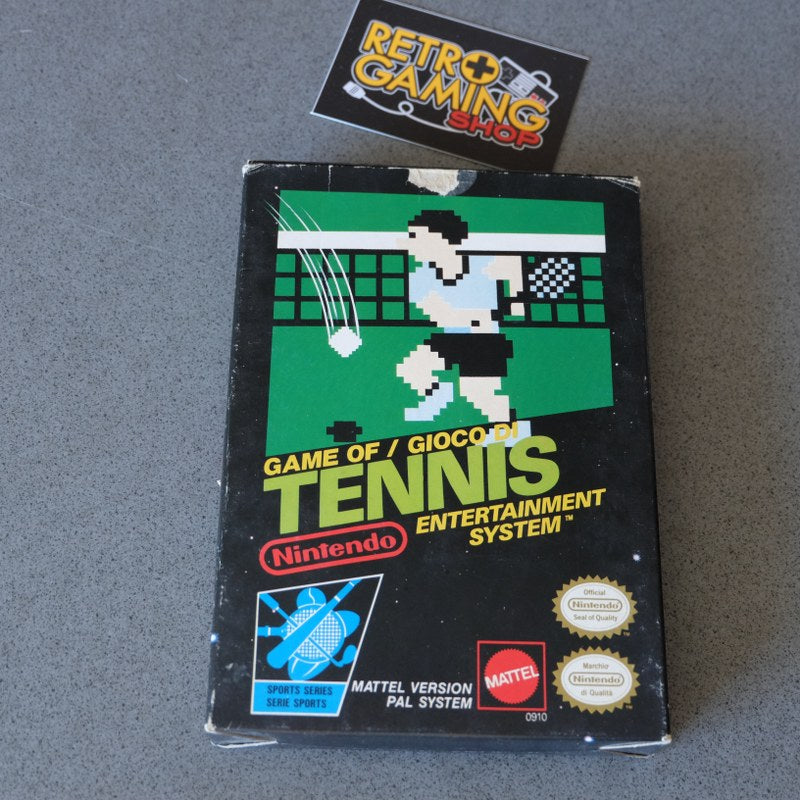 RETRO
GAMING
SHOP
GAME OF / GIOCO DI
TENNIS
Nintendo
ENTERTAINMENT
SYSTEM™
SPORTS SERIES
SERIE SPORTS
MATTEL VERSION
PAL SYSTEM
MATTEL
0910
Official
Nintendo
Seal of Quality
TM
Marchio
Nintendo
di Qualità